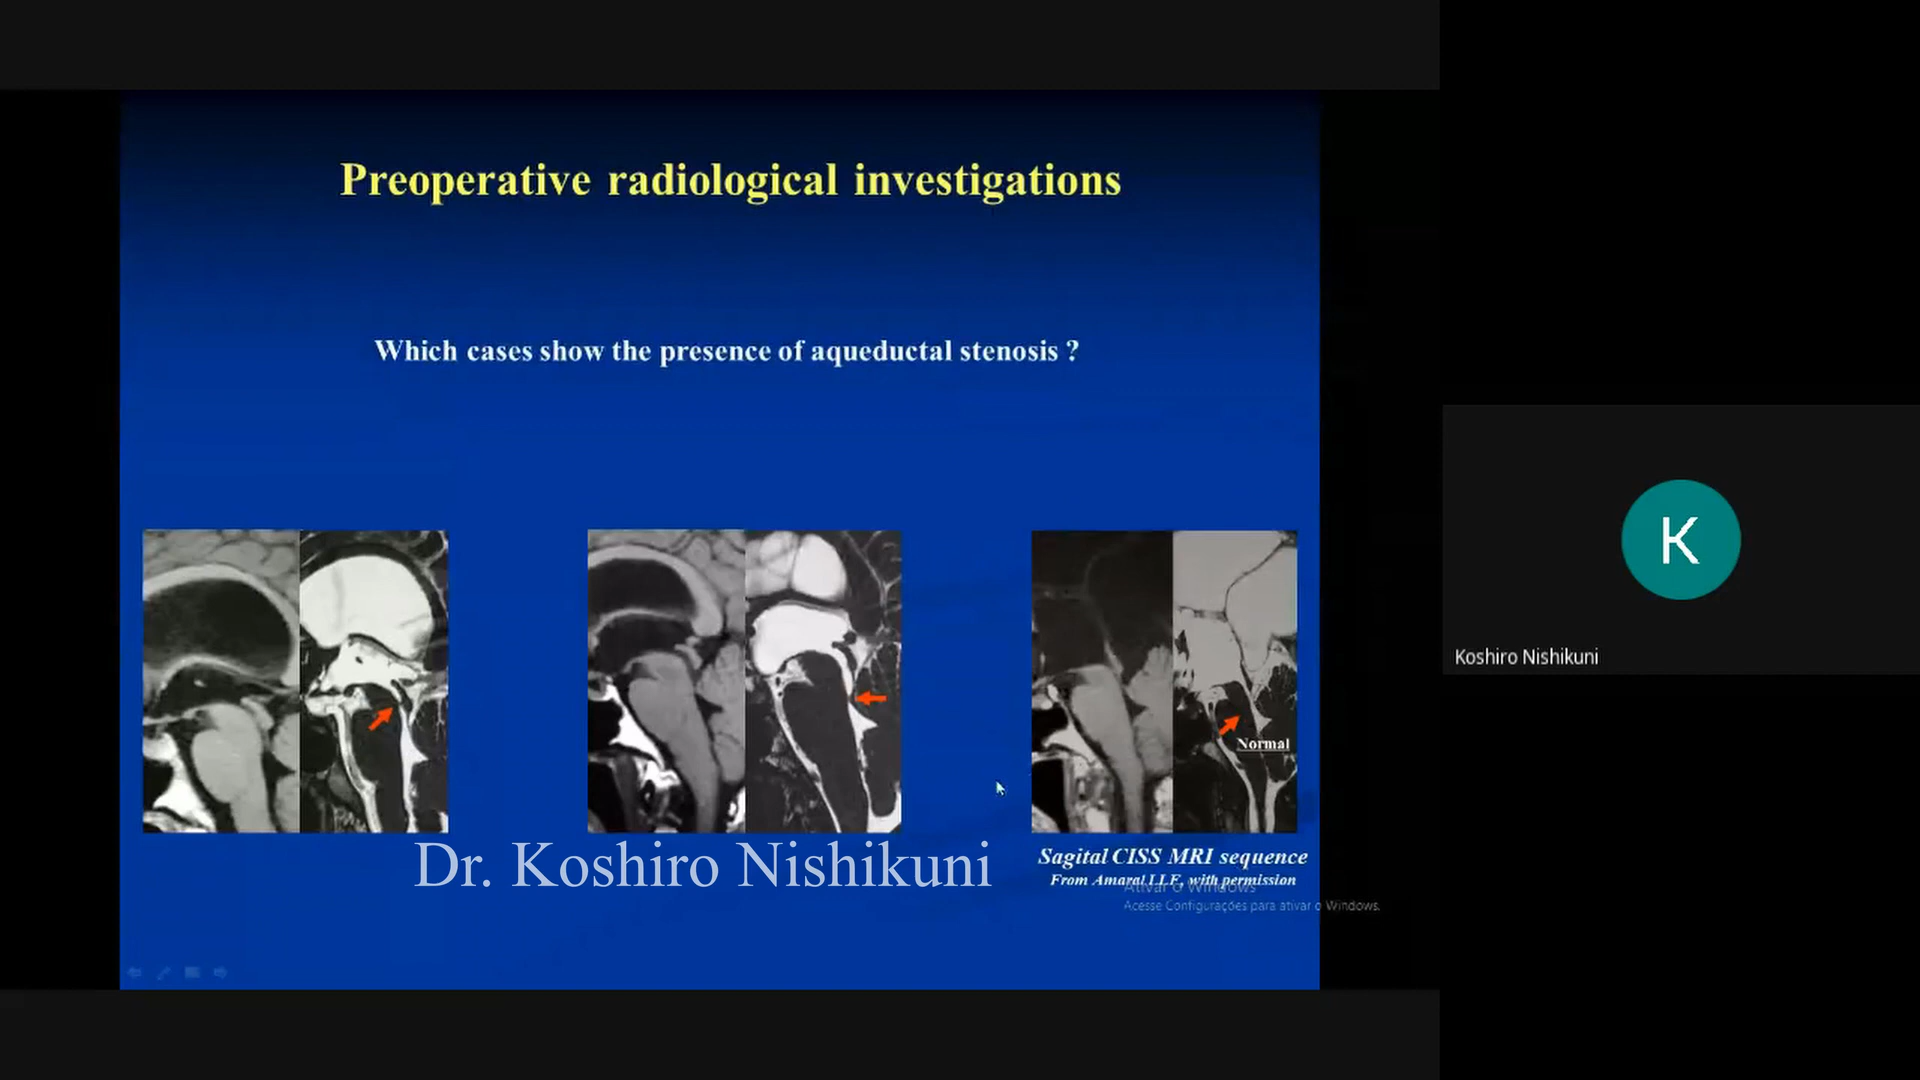 Preoperative radiological investigations
Which cases show the presence of aqueductal stenosis ?
Normal
Dr. Koshiro Nishikuni
Sagital CISS MRI sequence
From Amaral LLF, with permission
Ativar o Windows
Acesse Configurações para ativar o Windows.
K
Koshiro Nishikuni